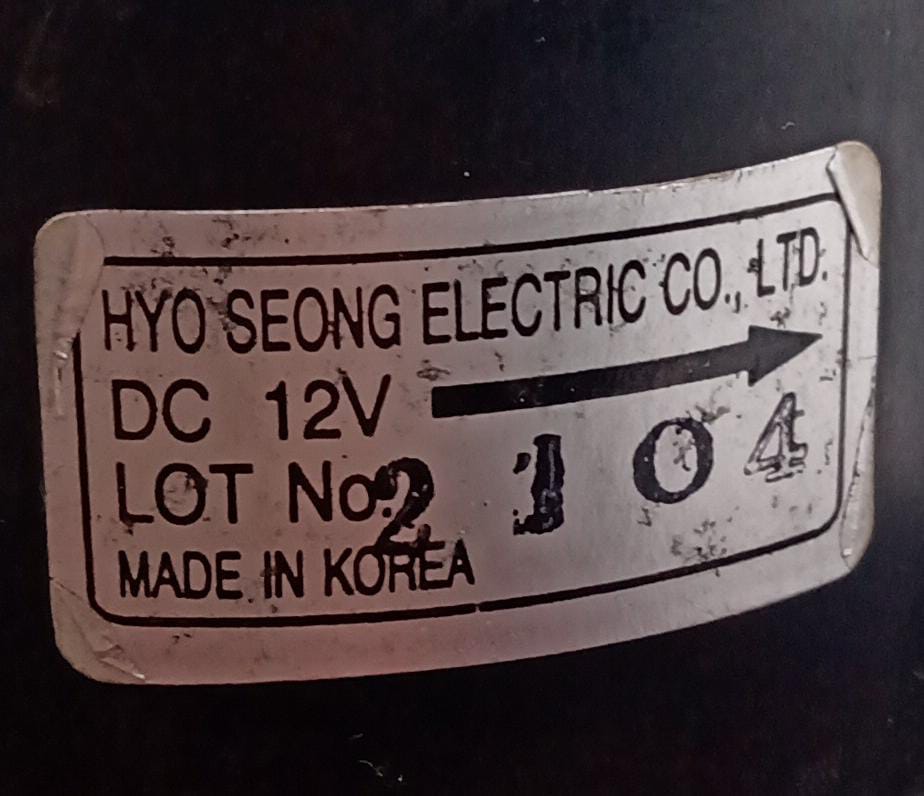 HYO SEONG ELECTRIC CO., LTD.
DC 12V
LOT No. 2 1 0 4
MADE IN KOREA